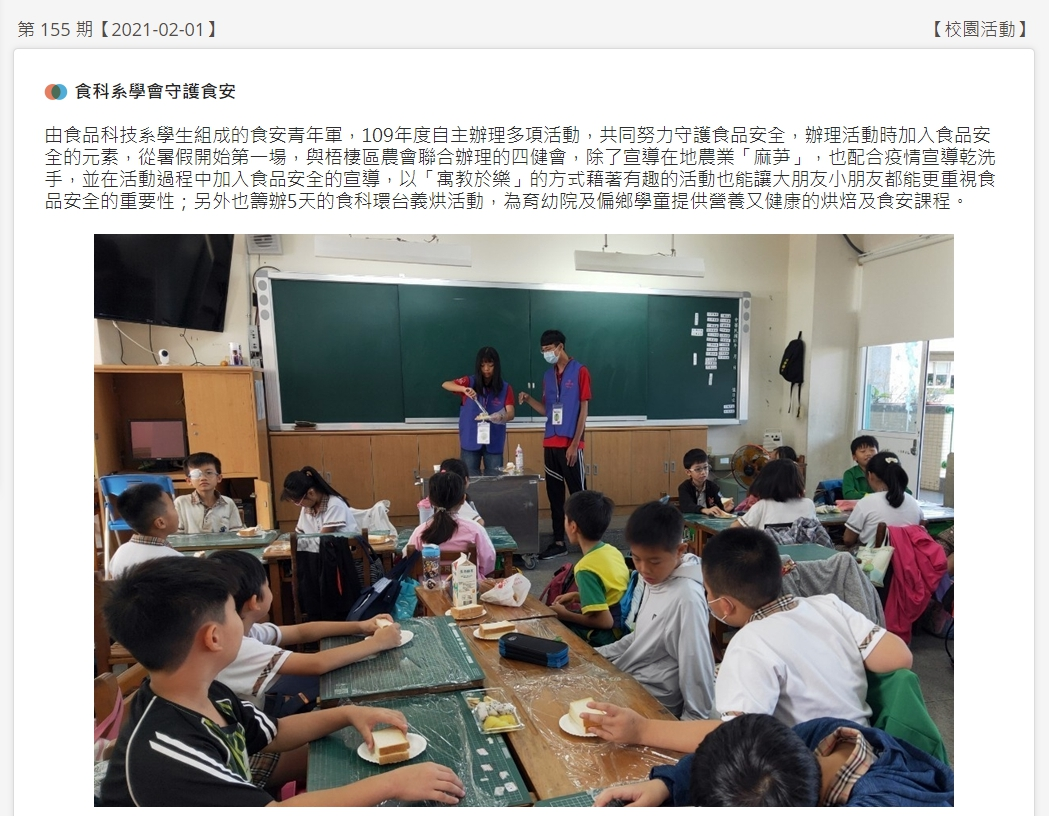 第 155 期【2021-02-01】
【校園活動】
食科系學會守護食安
由食品科技系學生組成的食安青年軍，109年度自主辦理多項活動，共同努力守護食品安全，辦理活動時加入食品安
全的元素，從暑假開始第一場，與梧棲區農會聯合辦理的四健會，除了宣導在地農業「麻芛」，也配合疫情宣導乾洗
手，並在活動過程中加入食品安全的宣導，以「寓教於樂」的方式藉著有趣的活動也能讓大朋友小朋友都能更重視食
品安全的重要性；另外也籌辦5天的食科環台義烘活動，為育幼院及偏鄉學童提供營養又健康的烘焙及食安課程。